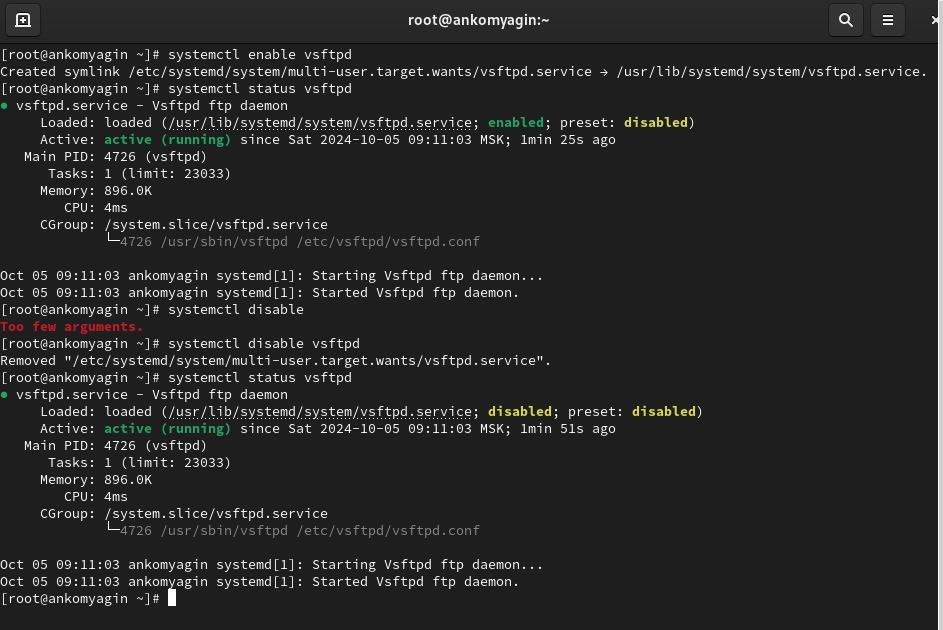 root@ankomyagin:~
[root@ankomyagin ~]# systemctl enable vsftpd
Created symlink /etc/systemd/system/multi-user.target.wants/vsftpd.service → /usr/lib/systemd/system/vsftpd.service.
[root@ankomyagin ~]# systemctl status vsftpd
● vsftpd.service - Vsftpd ftp daemon
     Loaded: loaded (/usr/lib/systemd/system/vsftpd.service; enabled; preset: disabled)
     Active: active (running) since Sat 2024-10-05 09:11:03 MSK; 1min 25s ago
   Main PID: 4726 (vsftpd)
      Tasks: 1 (limit: 23033)
     Memory: 896.0K
        CPU: 4ms
     CGroup: /system.slice/vsftpd.service
             └─4726 /usr/sbin/vsftpd /etc/vsftpd/vsftpd.conf
Oct 05 09:11:03 ankomyagin systemd[1]: Starting Vsftpd ftp daemon...
Oct 05 09:11:03 ankomyagin systemd[1]: Started Vsftpd ftp daemon.
[root@ankomyagin ~]# systemctl disable
Too few arguments.
[root@ankomyagin ~]# systemctl disable vsftpd
Removed "/etc/systemd/system/multi-user.target.wants/vsftpd.service".
[root@ankomyagin ~]# systemctl status vsftpd
● vsftpd.service - Vsftpd ftp daemon
     Loaded: loaded (/usr/lib/systemd/system/vsftpd.service; disabled; preset: disabled)
     Active: active (running) since Sat 2024-10-05 09:11:03 MSK; 1min 51s ago
   Main PID: 4726 (vsftpd)
      Tasks: 1 (limit: 23033)
     Memory: 896.0K
        CPU: 4ms
     CGroup: /system.slice/vsftpd.service
             └─4726 /usr/sbin/vsftpd /etc/vsftpd/vsftpd.conf
Oct 05 09:11:03 ankomyagin systemd[1]: Starting Vsftpd ftp daemon...
Oct 05 09:11:03 ankomyagin systemd[1]: Started Vsftpd ftp daemon.
[root@ankomyagin ~]#